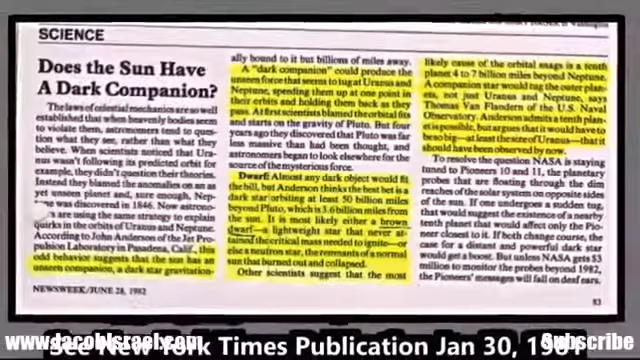 SCIENCE
Does the Sun Have
A Dark Companion?
The laws of celestial mechanics are so well
established that when heavenly bodies seem
to violate them, astronomers tend to ques-
tion what they see, rather than what they
believe. When scientists noticed that Ura-
nus wasn't following its predicted orbit for
example, they didn't question their theories.
Instead they blamed the anomalies on an as
yet unseen planet and, sure enough, Nep-
was discovered in 1846. Now astrono-
are using the same strategy to explain
quirks in the orbits of Uranus and Neptune.
According to John Anderson of the Jet Pro-
pulsion Laboratory in Pasadena, Calif., this
odd behavior suggests that the sun has an
unseen companion, a dark star gravitation-
ally bound to it but billions of miles away.
A "dark companion" could produce the
unseen force that seems to tug at Uranus and
Neptune, speeding them up at one point in
their orbits and holding them back as they
pass. At first scientists blamed the orbital fits
and starts on the gravity of Pluto. But four
years ago they discovered that Pluto was far
less massive than had been thought, and
astronomers began to look elsewhere for the
source of the mysterious force.
Dwarf: Almost any dark object would fit
the bill, but Anderson thinks the best bet is a
dark star orbiting at least 50 billion miles
beyond Pluto, which is 3.6 billion miles from
the sun. It is most likely either a brown
dwarf—a lightweight star that never at-
tained the critical mass needed to ignite—or
else a neutron star, the remnants of a normal
sun that burned out and collapsed.
Other scientists suggest that the most
likely cause of the orbital snags is a tenth
planet 4 to 7 billion miles beyond Neptune.
A companion star would tug the outer plan-
ets, not just Uranus and Neptune, says
Thomas Van Flandern of the U.S. Naval
Observatory. Anderson admits a tenth plan-
et is possible, but argues that it would have to
be so big—at least the size of Uranus—that it
should have been observed by now.
To resolve the question NASA is staying
tuned to Pioneers 10 and 11, the planetary
probes that are floating through the dim
reaches of the solar system on opposite sides
of the sun. If one undergoes a sudden tug,
that would suggest the existence of a nearby
tenth planet that would affect only the Pio-
neer closest to it. If both change course, the
case for a distant and powerful dark star
would get a boost. But unless NASA gets $3
million to monitor the probes beyond 1982,
the Pioneers' messages will fall on deaf ears.
NEWSWEEK/JUNE 28, 1982
83
www.JacobIsrael.com
Subscribe
See New York Times Publication Jan 30,